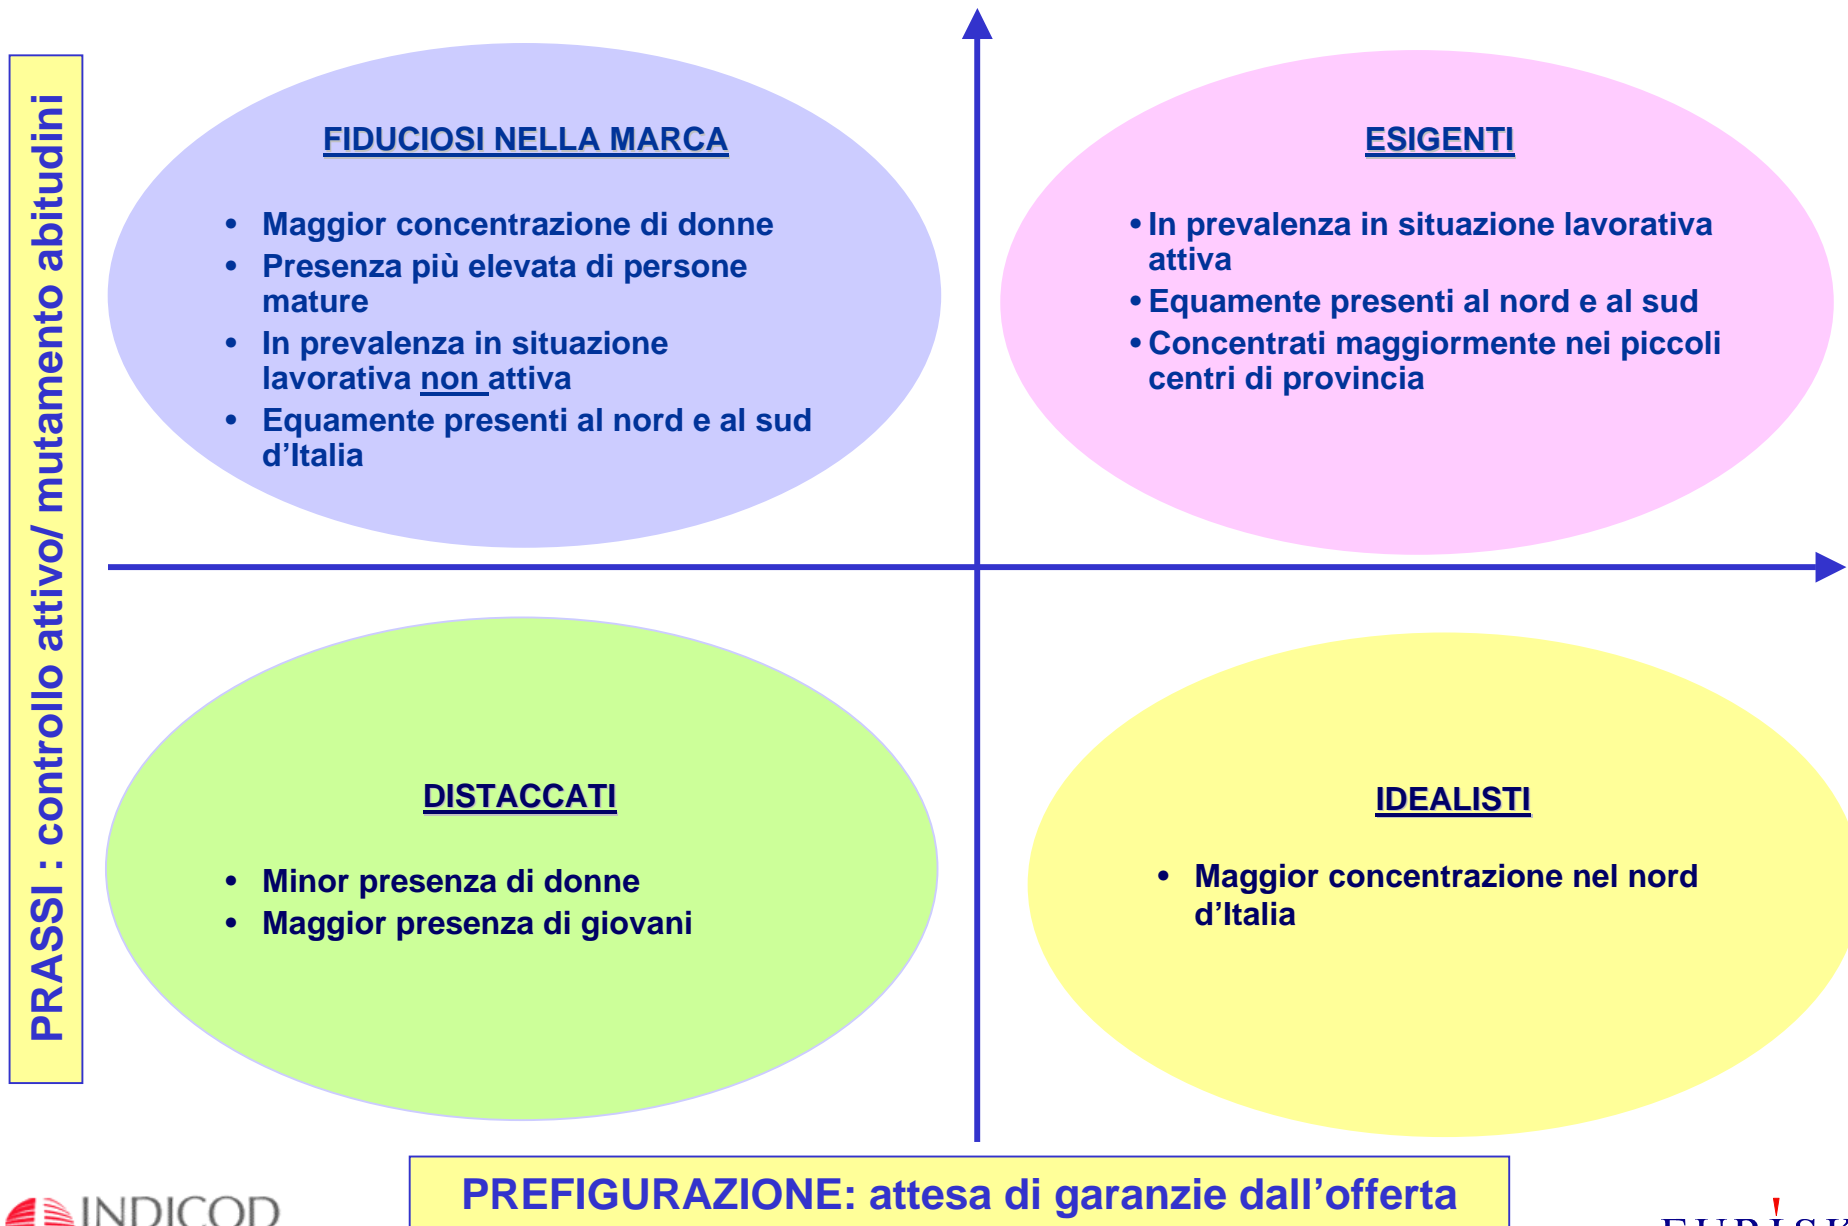 PRASSI : controllo attivo/ mutamento abitudini
FIDUCIOSI NELLA MARCA
• Maggior concentrazione di donne
• Presenza più elevata di persone
mature
• In prevalenza in situazione
lavorativa non attiva
• Equamente presenti al nord e al sud
d’Italia
ESIGENTI
• In prevalenza in situazione lavorativa
attiva
• Equamente presenti al nord e al sud
• Concentrati maggiormente nei piccoli
centri di provincia
DISTACCATI
• Minor presenza di donne
• Maggior presenza di giovani
IDEALISTI
• Maggior concentrazione nel nord
d’Italia
PREFIGURAZIONE: attesa di garanzie dall’offerta
INDICOD